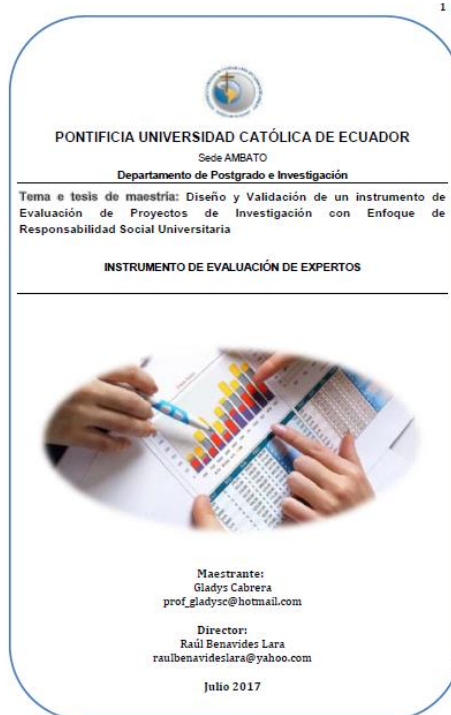 1
PONTIFICIA UNIVERSIDAD CATÓLICA DE ECUADOR
Sede AMBATO
Departamento de Postgrado e Investigación
Tema e tesis de maestría: Diseño y Validación de un instrumento de
Evaluación de Proyectos de Investigación con Enfoque de
Responsabilidad Social Universitaria
INSTRUMENTO DE EVALUACIÓN DE EXPERTOS
Maestrante:
Gladys Cabrera
prof_gladysc@hotmail.com
Director:
Raúl Benavides Lara
raulbenavideslara@yahoo.com
Julio 2017